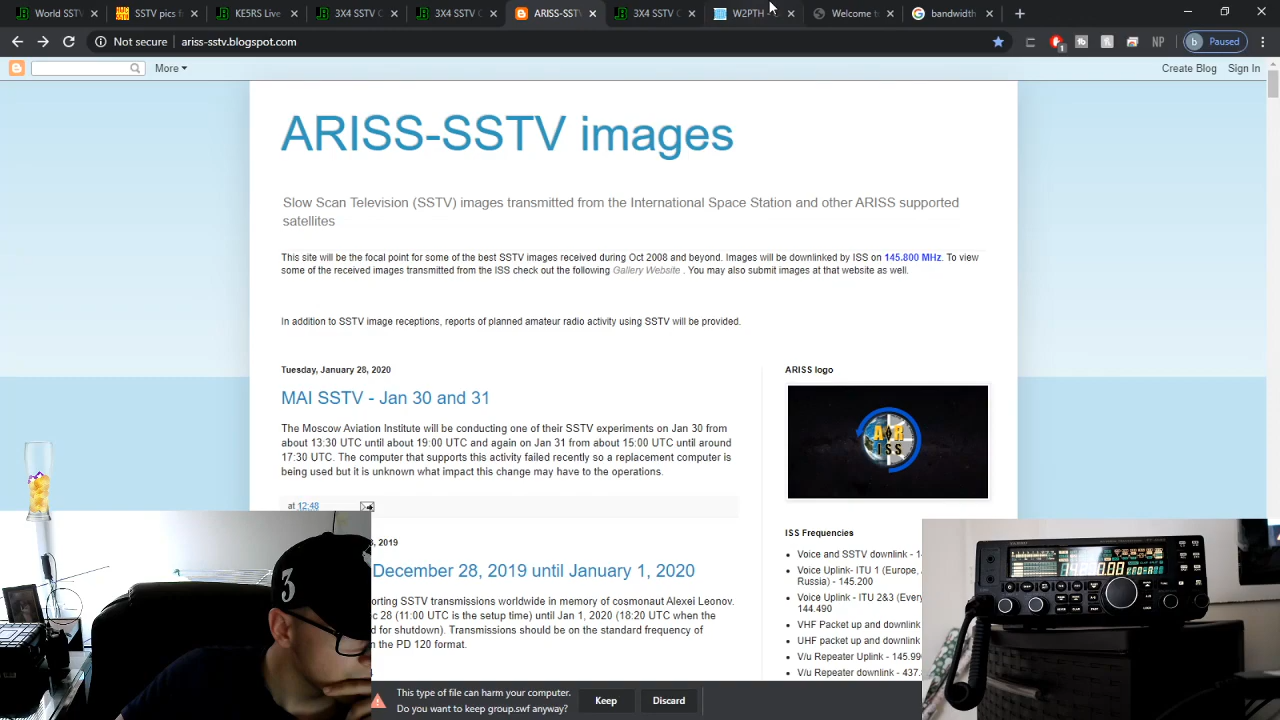 World SST
SSTV pics f
KE5RS Live
3X4 SSTV C
3X4 SSTV C
ARISS-SST
3X4 SSTV C
W2PTH -
Welcome to
bandwidth
Not secure
ariss-sstv.blogspot.com
1
NP
b Paused
More
Create Blog Sign In
ARISS-SSTV images
Slow Scan Television (SSTV) images transmitted from the International Space Station and other ARISS supported
satellites
This site will be the focal point for some of the best SSTV images received during Oct 2008 and beyond. Images will be downlinked by ISS on 145.800 MHz. To view
some of the received images transmitted from the ISS check out the following Gallery Website . You may also submit images at that website as well.
In addition to SSTV image receptions, reports of planned amateur radio activity using SSTV will be provided.
Tuesday, January 28, 2020
MAI SSTV - Jan 30 and 31
The Moscow Aviation Institute will be conducting one of their SSTV experiments on Jan 30 from
about 13:30 UTC until about 19:00 UTC and again on Jan 31 from about 15:00 UTC until around
17:30 UTC. The computer that supports this activity failed recently so a replacement computer is
being used but it is unknown what impact this change may have to the operations.
at 12:48
, 2019
December 28, 2019 until January 1, 2020
orting SSTV transmissions worldwide in memory of cosmonaut Alexei Leonov.
c 28 (11:00 UTC is the setup time) until Jan 1, 2020 (18:20 UTC when the
d for shutdown). Transmissions should be on the standard frequency of
n the PD 120 format.
ARISS logo
AR
ISS
ISS Frequencies
Voice and SSTV downlink - 1
Voice Uplink- ITU 1 (Europe,
Russia) - 145.200
Voice Uplink - ITU 2&3 (Every
144.490
VHF Packet up and downlink
UHF packet up and downlink
V/u Repeater Uplink - 145.99
V/u Repeater downlink - 437.
3
This type of file can harm your computer.
Do you want to keep group.swf anyway?
Keep
Discard